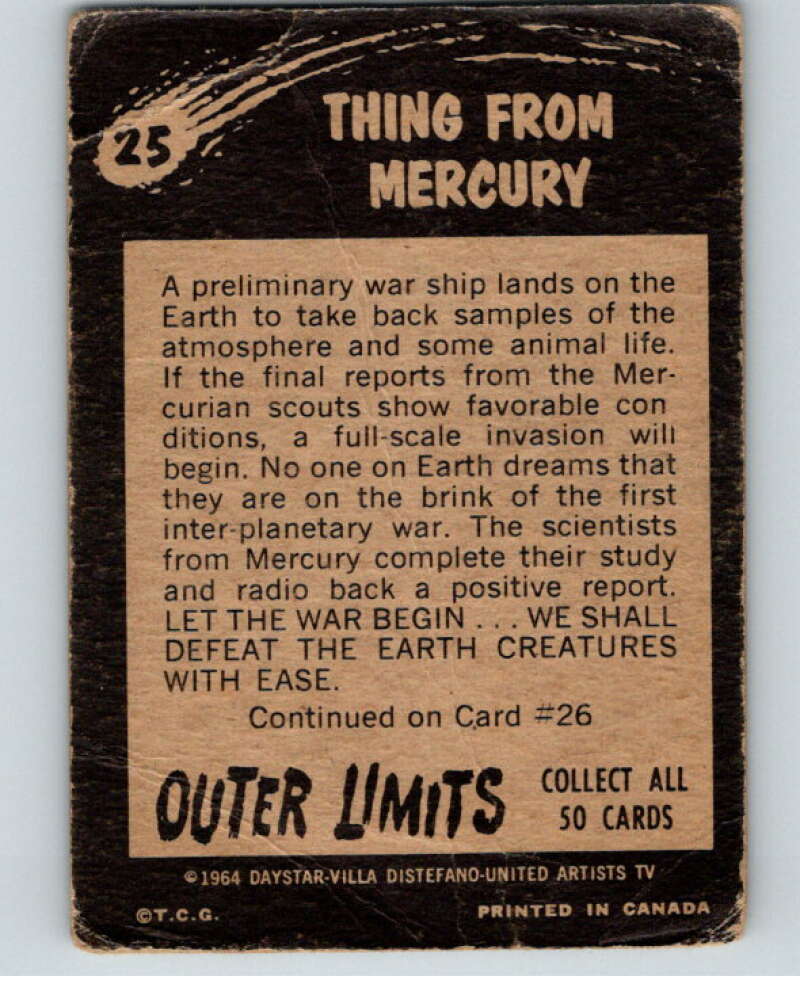 25
THING FROM
MERCURY
A preliminary war ship lands on the
Earth to take back samples of the
atmosphere and some animal life.
If the final reports from the Mer-
curian scouts show favorable con
ditions, a full-scale invasion will
begin. No one on Earth dreams that
they are on the brink of the first
inter-planetary war. The scientists
from Mercury complete their study
and radio back a positive report.
LET THE WAR BEGIN . . . WE SHALL
DEFEAT THE EARTH CREATURES
WITH EASE.
Continued on Card #26
OUTER LIMITS
COLLECT ALL
50 CARDS
©1964 DAYSTAR-VILLA DISTEFANO-UNITED ARTISTS TV
©T.C.G.
PRINTED IN CANADA